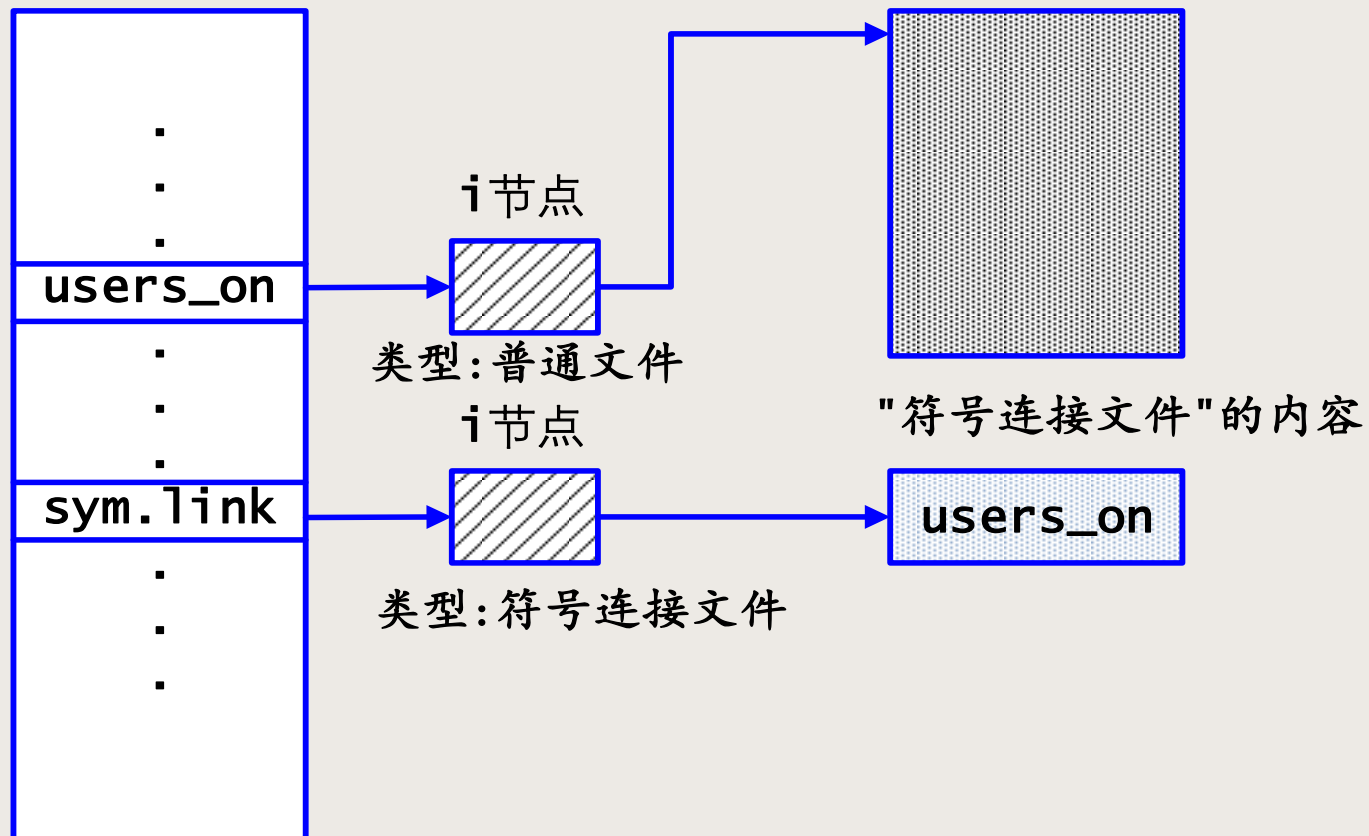 i节点
users_on
类型:普通文件
i节点
"符号连接文件"的内容
sym.link
users_on
类型:符号连接文件